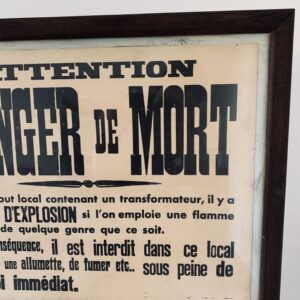 ATTENTION
NGER DE MORT
out local contenant un transformateur, il y a
D'EXPLOSION si l'on emploie une flamme
de quelque genre que ce soit.
nséquence, il est interdit dans ce local
une allumette, de fumer etc.. sous peine de
i immédiat.